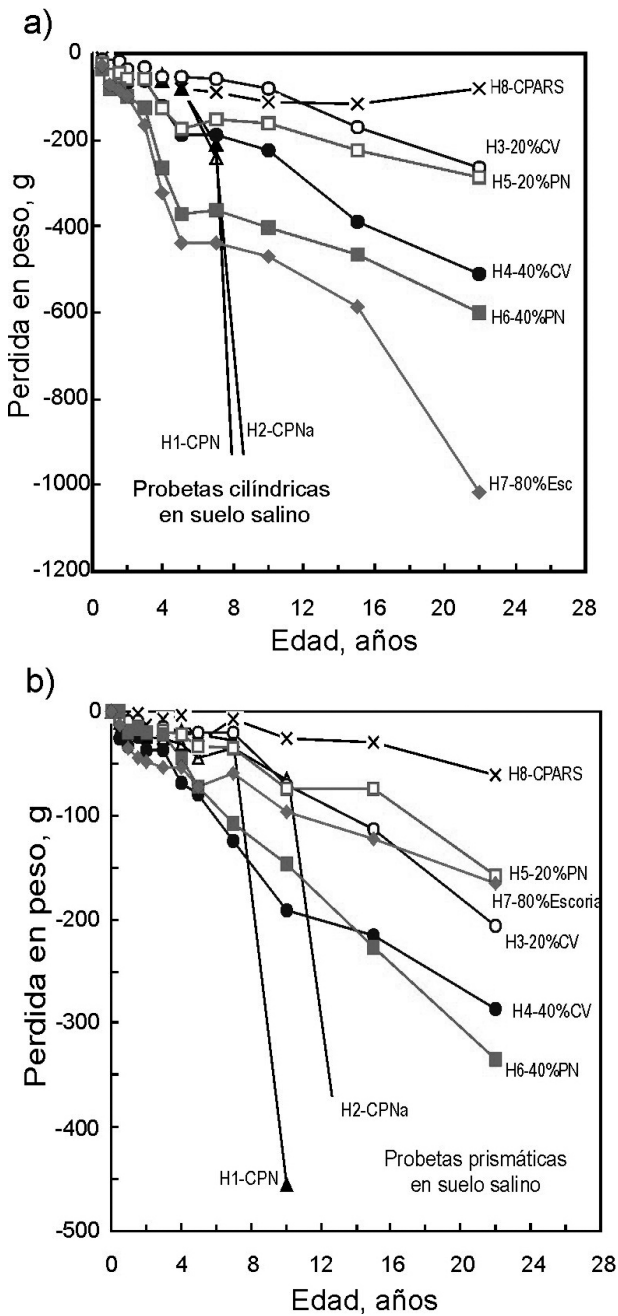 a)
0
-200
-400
-600
-800
-1000
-1200
Perdida en peso, g
H8-CPARS
H3-20%CV
H5-20%PN
H4-40%CV
H6-40%PN
H1-CPN
H2-CPNa
H7-80%Esc
Probetas cilíndricas
en suelo salino
0 4 8 12 16 20 24 28
Edad, años
b)
0
-100
-200
-300
-400
-500
Perdida en peso, g
H8-CPARS
H5-20%PN
H7-80%Escoria
H3-20%CV
H4-40%CV
H6-40%PN
H2-CPNa
H1-CPN
Probetas prismáticas
en suelo salino
0 4 8 12 16 20 24 28
Edad, años